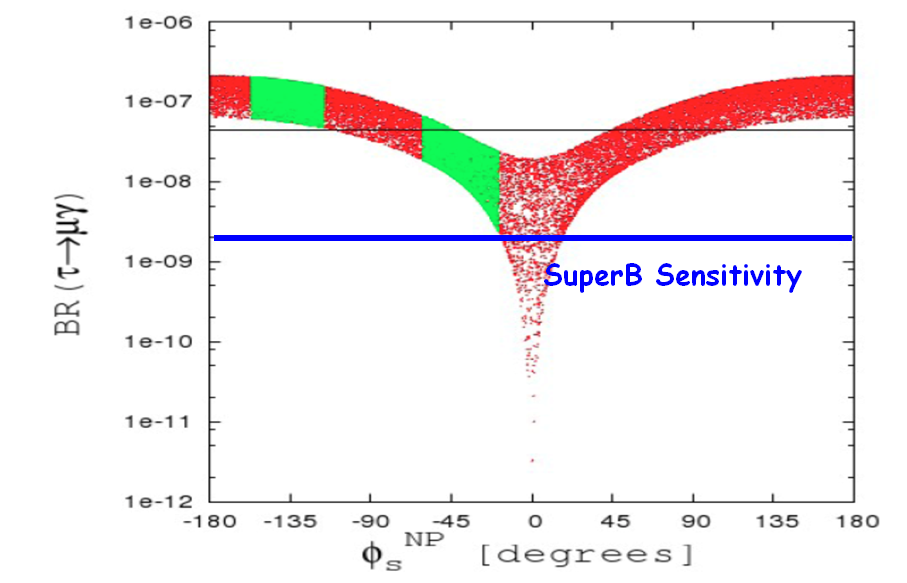 1e-06
1e-07
1e-08
1e-09
1e-10
1e-11
1e-12
BR(τ→μγ)
SuperB Sensitivity
-180 -135 -90 -45 0 45 90 135 180
ϕs^NP [degrees]